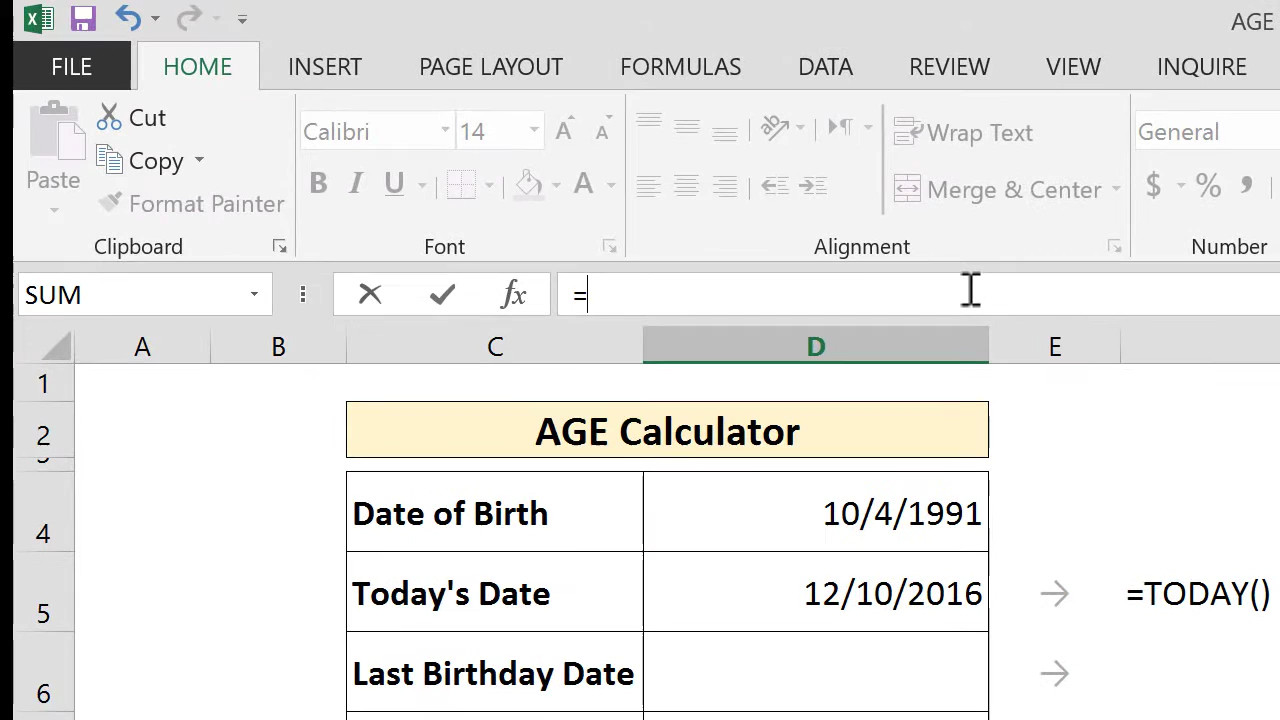 AGE
FILE HOME INSERT PAGE LAYOUT FORMULAS DATA REVIEW VIEW INQUIRE
Cut
Calibri 14 Wrap Text General
Copy
Paste B I U A Merge & Center $ % ,
Format Painter
Clipboard Font Alignment Number
SUM fx =
A B C D E
1
2 AGE Calculator
4 Date of Birth 10/4/1991
5 Today's Date 12/10/2016 → =TODAY()
6 Last Birthday Date →